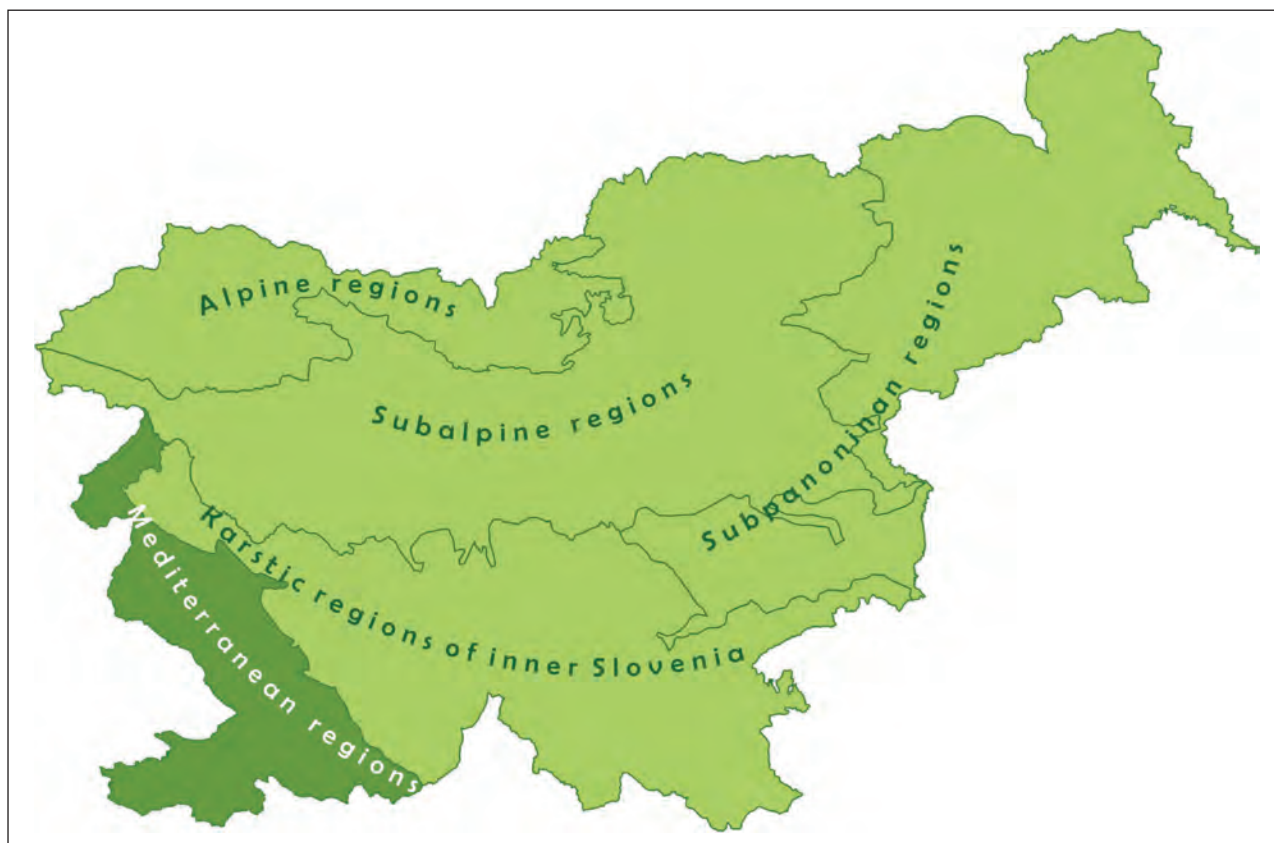 Alpine regions
Subalpine regions
Subpanoninan regions
Karstic regions of inner Slovenia
Mediterranean regions